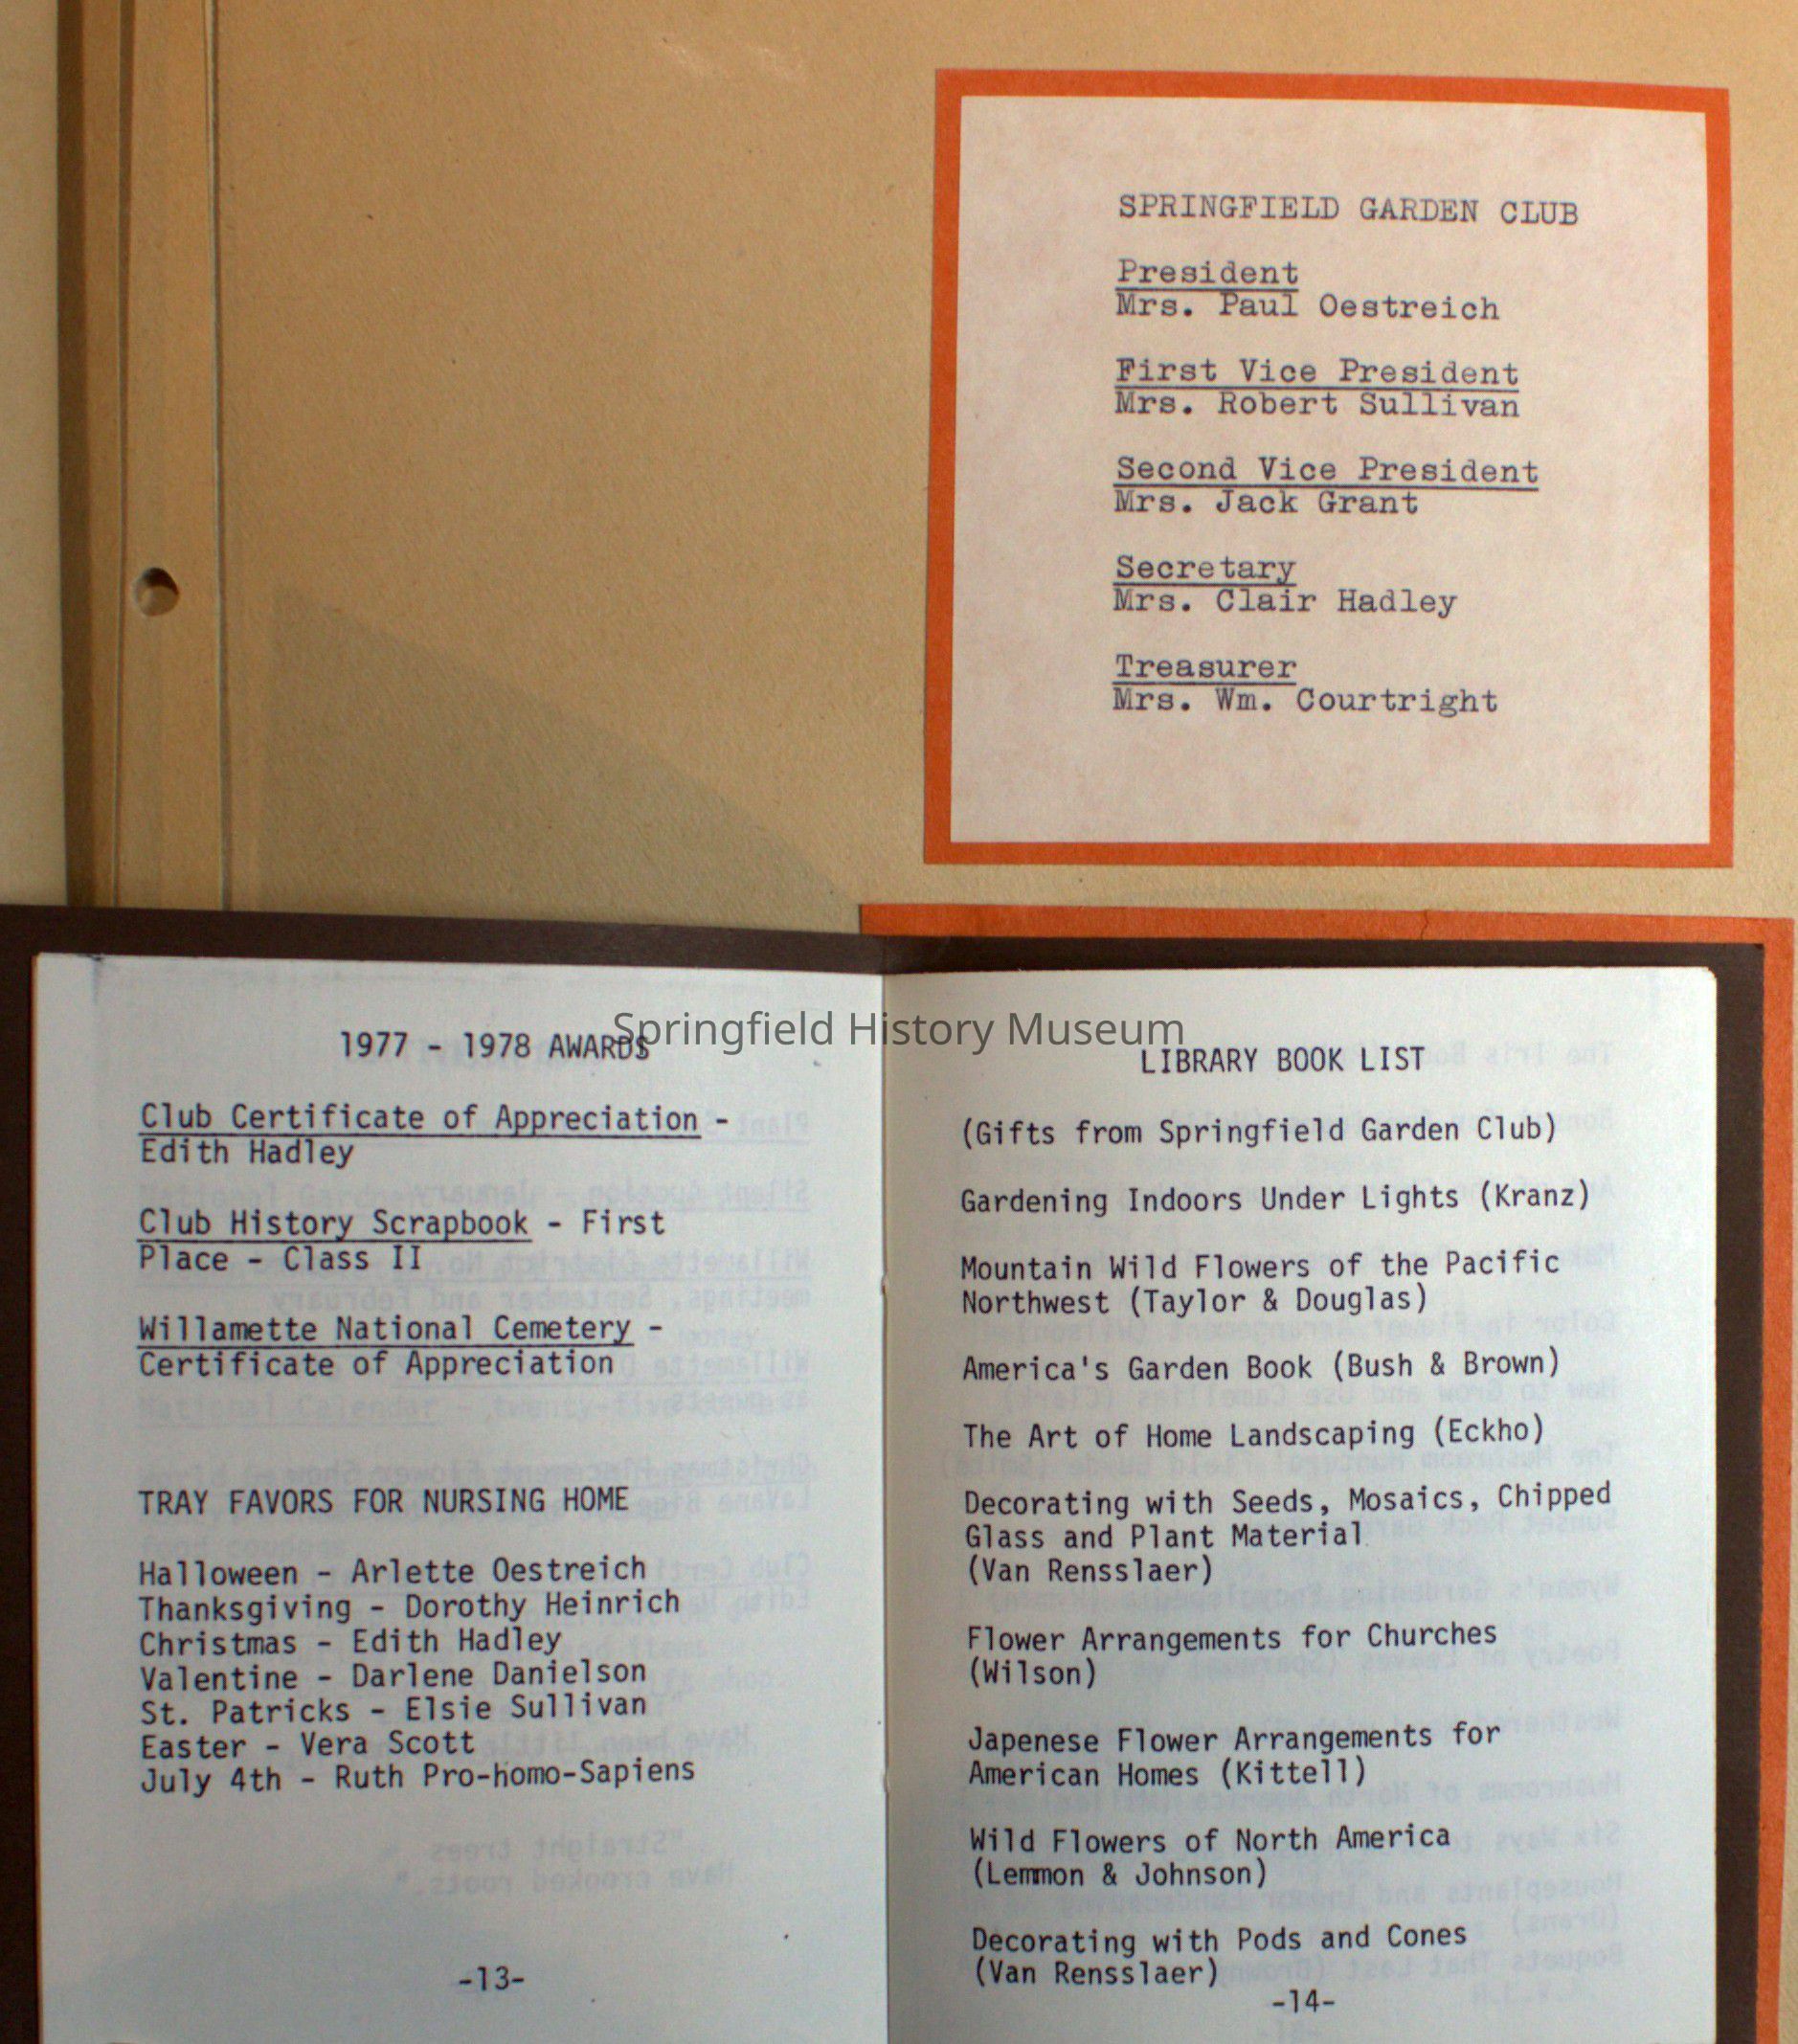 SPRINGFIELD GARDEN CLUB
President
Mrs. Paul Oestreich
First Vice President
Mrs. Robert Sullivan
Second Vice President
Mrs. Jack Grant
Secretary
Mrs. Clair Hadley
Treasurer
Mrs. Wm. Courtright
Springfield History Museum
1977 - 1978 AWARDS
Club Certificate of Appreciation -
Edith Hadley
Club History Scrapbook - First
Place - Class II
Willamette National Cemetery -
Certificate of Appreciation
TRAY FAVORS FOR NURSING HOME
Halloween - Arlette Oestreich
Thanksgiving - Dorothy Heinrich
Christmas - Edith Hadley
Valentine - Darlene Danielson
St. Patricks - Elsie Sullivan
Easter - Vera Scott
July 4th - Ruth Pro-homo-Sapiens
-13-
LIBRARY BOOK LIST
(Gifts from Springfield Garden Club)
Gardening Indoors Under Lights (Kranz)
Mountain Wild Flowers of the Pacific
Northwest (Taylor & Douglas)
America's Garden Book (Bush & Brown)
The Art of Home Landscaping (Eckho)
Decorating with Seeds, Mosaics, Chipped
Glass and Plant Material
(Van Rensslaer)
Flower Arrangements for Churches
(Wilson)
Japenese Flower Arrangements for
American Homes (Kittell)
Wild Flowers of North America
(Lemmon & Johnson)
Decorating with Pods and Cones
(Van Rensslaer)
-14-